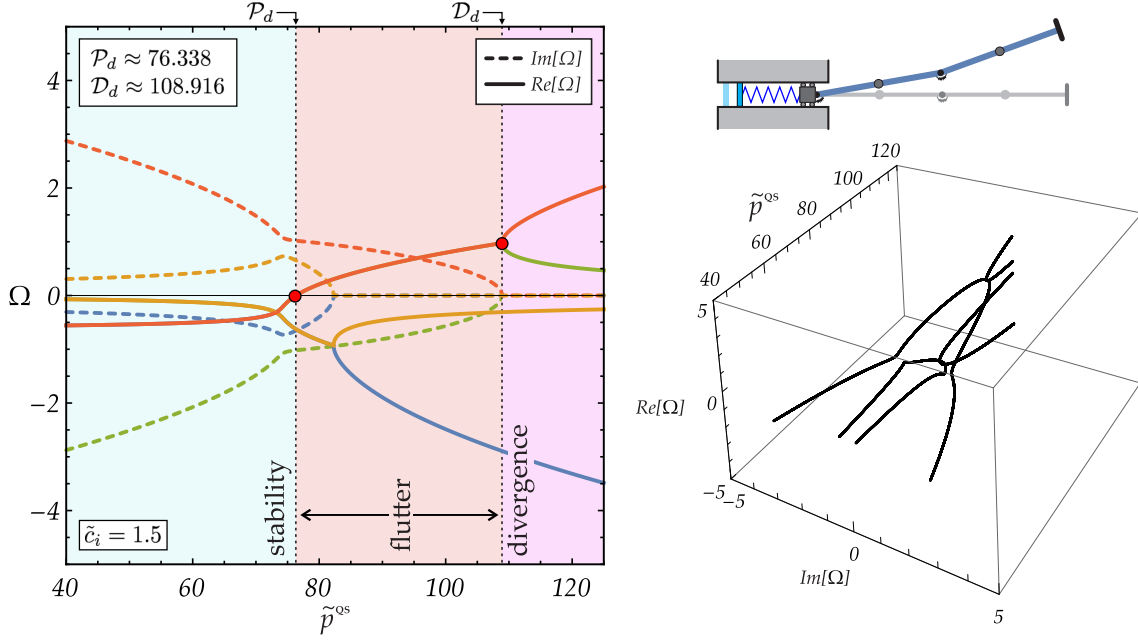 𝒫_d 𝒟_d
𝒫_d ≈ 76.338
𝒟_d ≈ 108.916
Im[Ω]
Re[Ω]
4
2
Ω 0
−2
−4
stability
flutter
divergence
c̃_i = 1.5
40 60 80 100 120
p̃^QS
120
100
80
60
40
p̃^QS
5
0
−5
Re[Ω]
−5
0
5
Im[Ω]